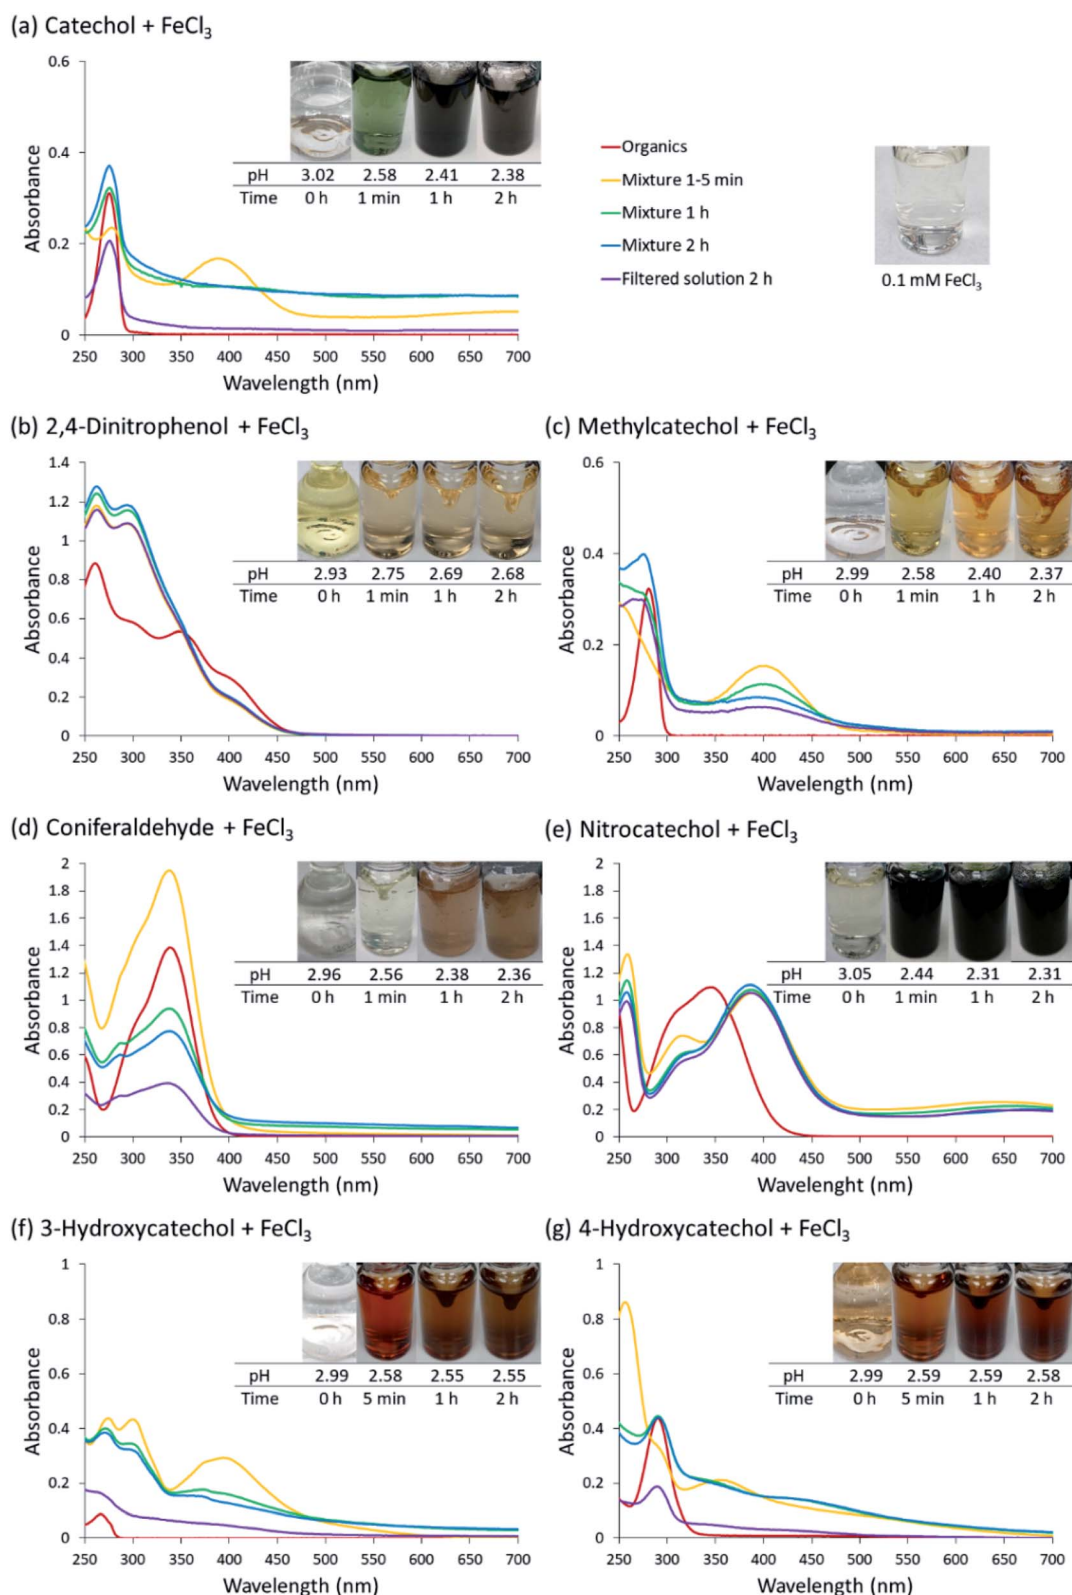 (a) Catechol + FeCl₃
0.6
0.4
0.2
0
Absorbance
250 300 350 400 450 500 550 600 650 700
Wavelength (nm)
pH 3.02 2.58 2.41 2.38
Time 0 h 1 min 1 h 2 h
Organics
Mixture 1-5 min
Mixture 1 h
Mixture 2 h
Filtered solution 2 h
0.1 mM FeCl₃
(b) 2,4-Dinitrophenol + FeCl₃
1.4
1.2
1
0.8
0.6
0.4
0.2
0
Absorbance
250 300 350 400 450 500 550 600 650 700
Wavelength (nm)
pH 2.93 2.75 2.69 2.68
Time 0 h 1 min 1 h 2 h
(c) Methylcatechol + FeCl₃
0.6
0.4
0.2
0
Absorbance
250 300 350 400 450 500 550 600 650 700
Wavelength (nm)
pH 2.99 2.58 2.40 2.37
Time 0 h 1 min 1 h 2 h
(d) Coniferaldehyde + FeCl₃
2
1.8
1.6
1.4
1.2
1
0.8
0.6
0.4
0.2
0
Absorbance
250 300 350 400 450 500 550 600 650 700
Wavelength (nm)
pH 2.96 2.56 2.38 2.36
Time 0 h 1 min 1 h 2 h
(e) Nitrocatechol + FeCl₃
2
1.8
1.6
1.4
1.2
1
0.8
0.6
0.4
0.2
0
Absorbance
250 300 350 400 450 500 550 600 650 700
Wavelenght (nm)
pH 3.05 2.44 2.31 2.31
Time 0 h 1 min 1 h 2 h
(f) 3-Hydroxycatechol + FeCl₃
1
0.8
0.6
0.4
0.2
0
Absorbance
250 300 350 400 450 500 550 600 650 700
Wavelength (nm)
pH 2.99 2.58 2.55 2.55
Time 0 h 5 min 1 h 2 h
(g) 4-Hydroxycatechol + FeCl₃
1
0.8
0.6
0.4
0.2
0
Absorbance
250 300 350 400 450 500 550 600 650 700
Wavelength (nm)
pH 2.99 2.59 2.59 2.58
Time 0 h 5 min 1 h 2 h